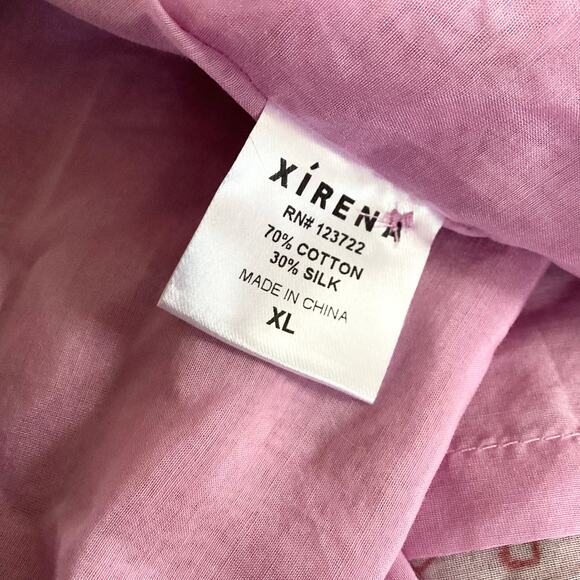 XÍRENA
RN# 123722
70% COTTON
30% SILK
MADE IN CHINA
XL